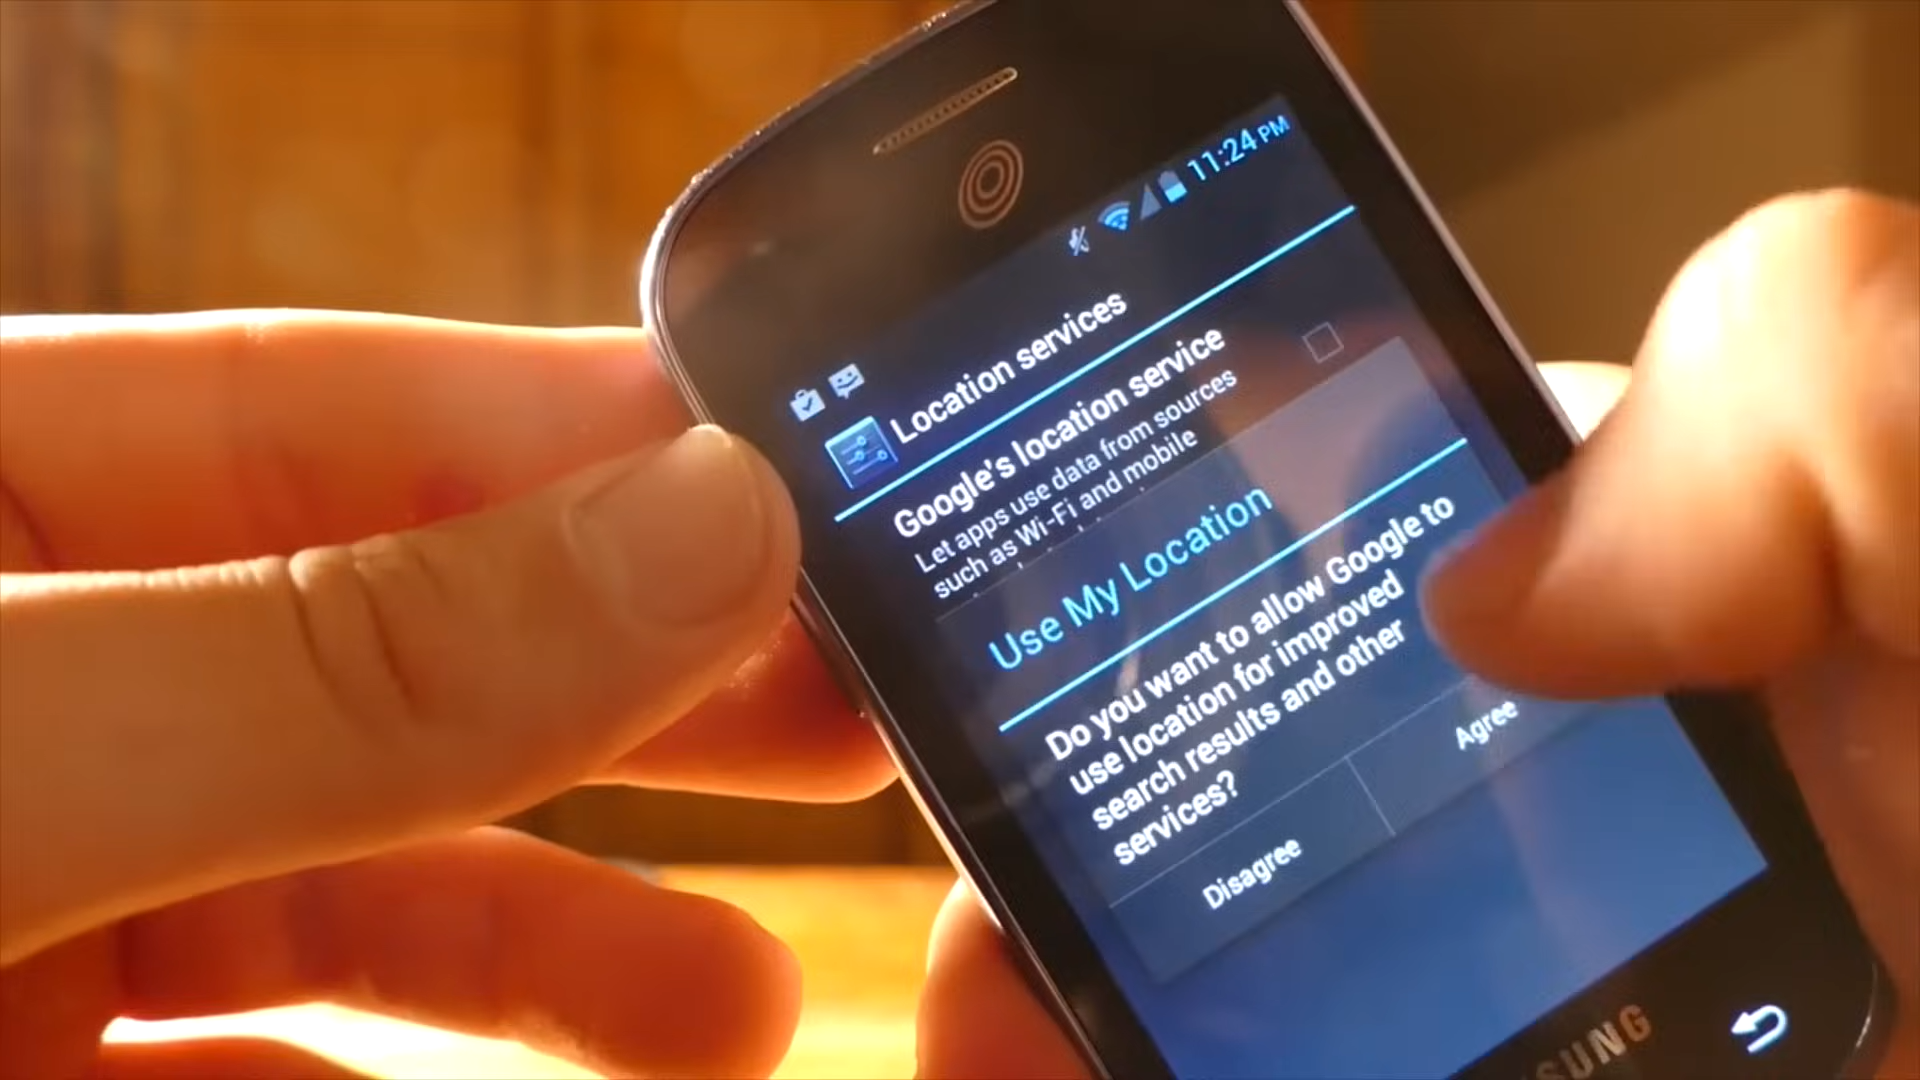 11:24 PM
Location services
Google's location service
Let apps use data from sources
such as Wi-Fi and mobile
Use My Location
Do you want to allow Google to
use location for improved
search results and other
services?
Disagree
Agree
SUNG